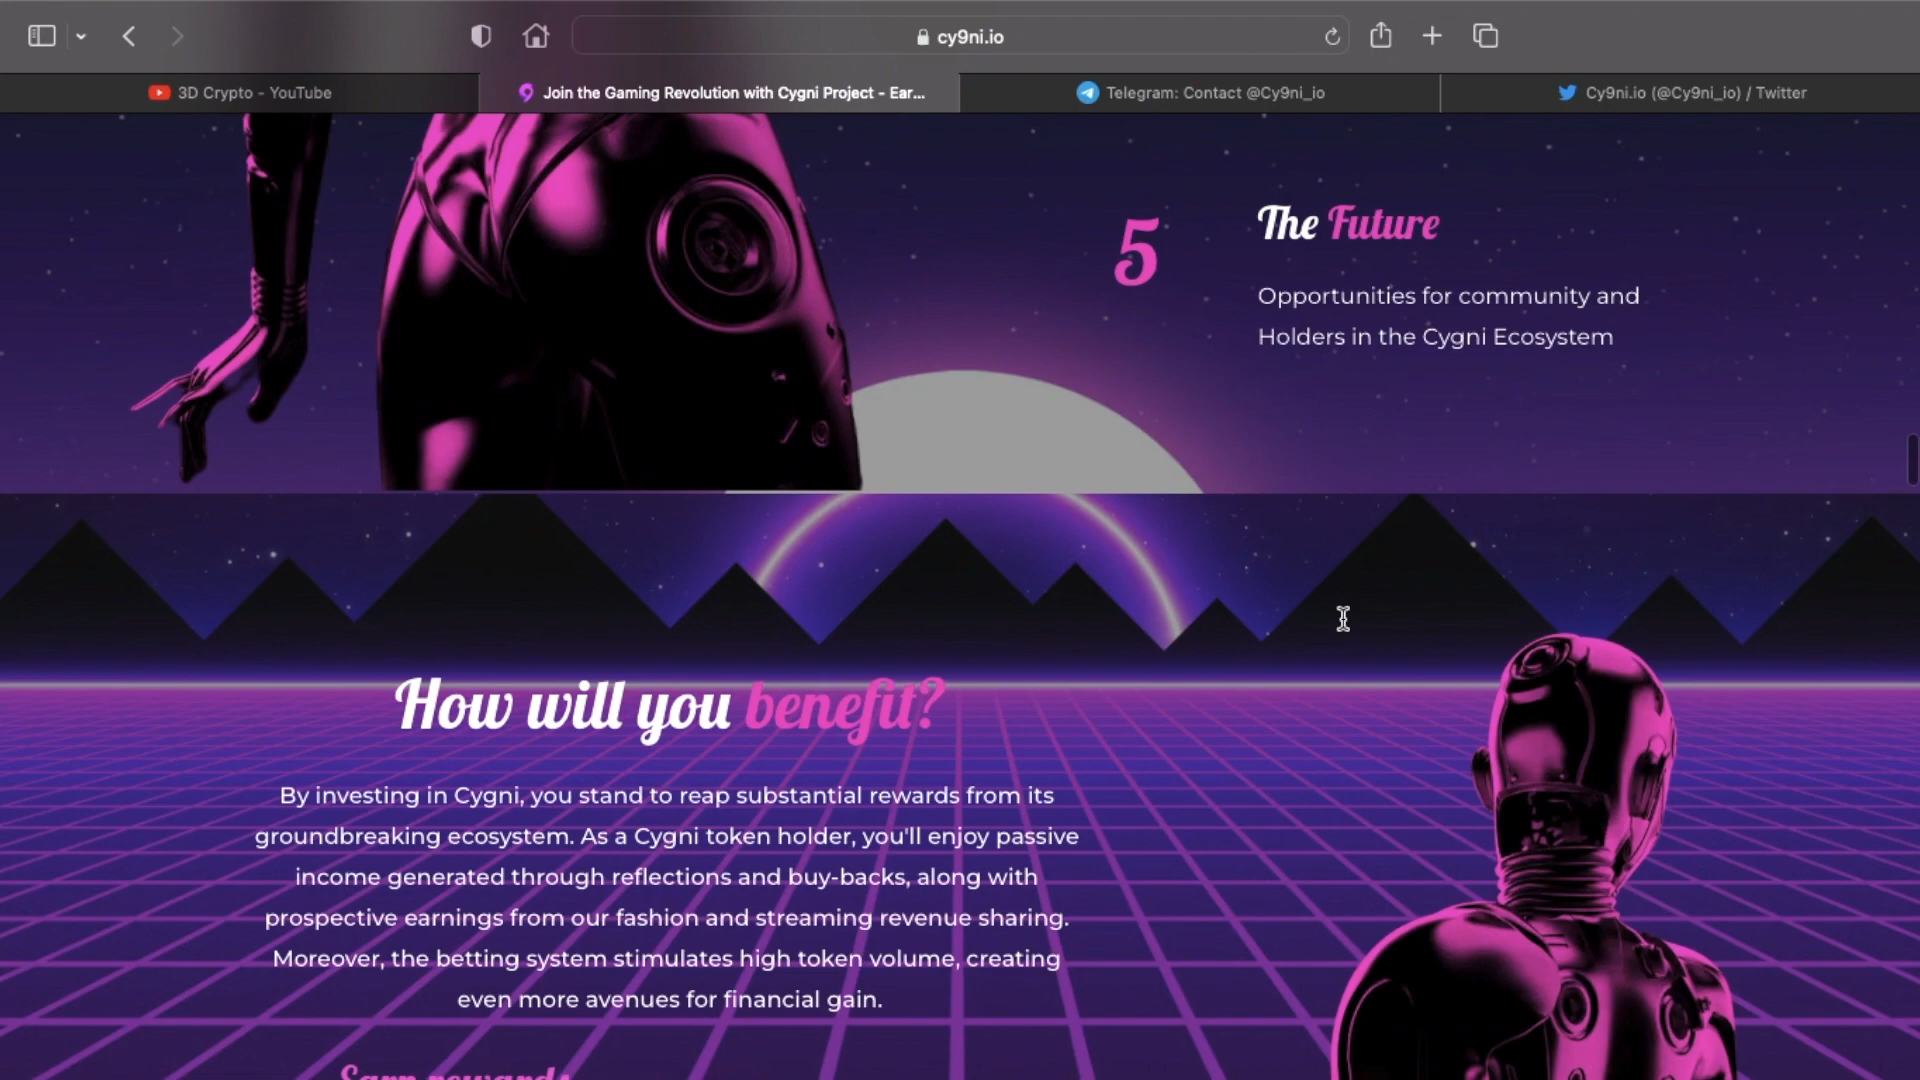 cy9ni.io
3D Crypto - YouTube
Join the Gaming Revolution with Cygni Project - Ear...
Telegram: Contact @Cy9ni_io
Cy9ni.io (@Cy9ni_io) / Twitter
5
The Future
Opportunities for community and
Holders in the Cygni Ecosystem
How will you benefit?
By investing in Cygni, you stand to reap substantial rewards from its
groundbreaking ecosystem. As a Cygni token holder, you'll enjoy passive
income generated through reflections and buy-backs, along with
prospective earnings from our fashion and streaming revenue sharing.
Moreover, the betting system stimulates high token volume, creating
even more avenues for financial gain.
Earn rewards